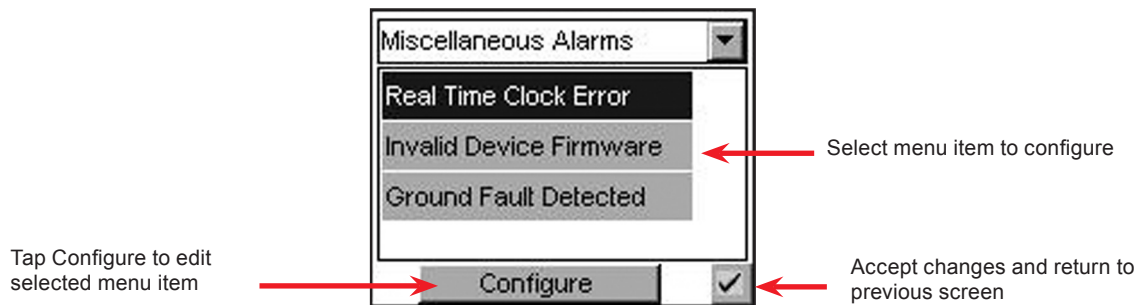 Miscellaneous Alarms
Real Time Clock Error
Invalid Device Firmware
Select menu item to configure
Ground Fault Detected
Tap Configure to edit
selected menu item
Configure
Accept changes and return to
previous screen